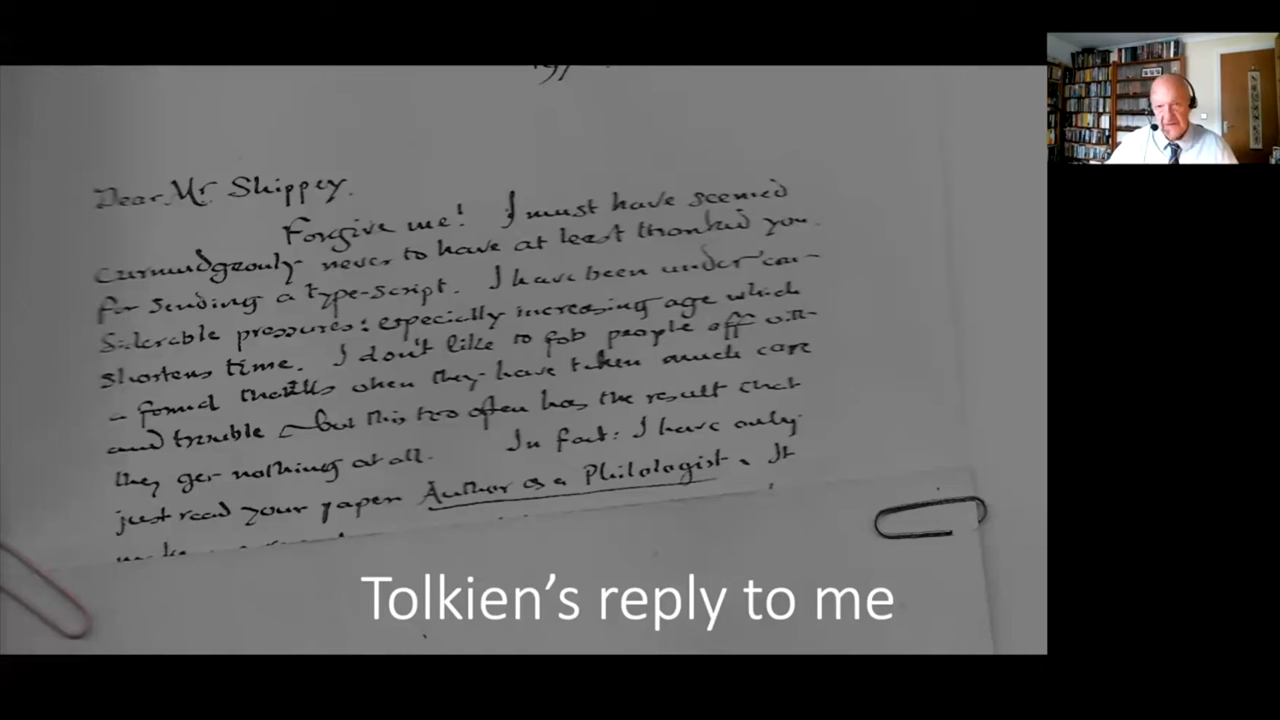 197
Dear Mr Shippey.
Forgive me! I must have seemed
curmudgeonly never to have at least thanked you
for sending a type-script. I have been under con-
siderable pressures: especially increasing age which
shortens time. I don't like to fob people off with
a formal thanks when they have taken much care
and trouble – but this too often has the result that
they get nothing at all. In fact: I have only
just read your paper Author as a Philologist. It
Tolkien's reply to me